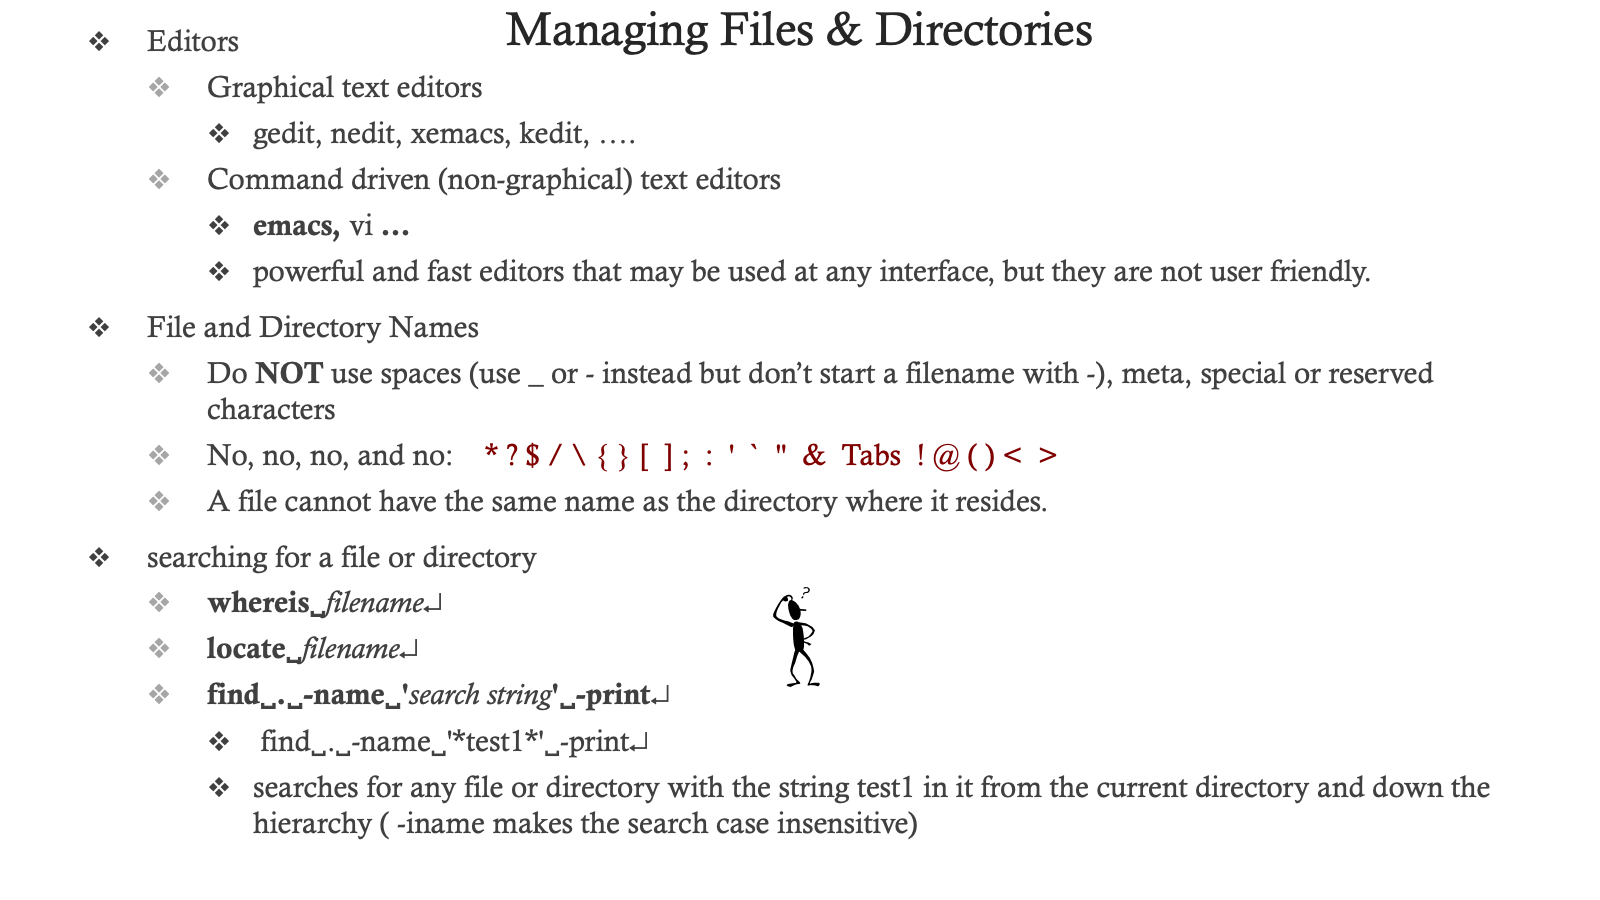 Managing Files & Directories
❖ Editors
❖ Graphical text editors
❖ gedit, nedit, xemacs, kedit, ….
❖ Command driven (non-graphical) text editors
❖ emacs, vi …
❖ powerful and fast editors that may be used at any interface, but they are not user friendly.
❖ File and Directory Names
❖ Do NOT use spaces (use _ or - instead but don’t start a filename with -), meta, special or reserved
characters
❖ No, no, no, and no: * ? $ / \ { } [ ] ; : ' ` " & Tabs ! @ ( ) < >
❖ A file cannot have the same name as the directory where it resides.
❖ searching for a file or directory
❖ whereis␣filename↵
❖ locate␣filename↵
❖ find␣.␣-name␣'search string'␣-print↵
❖ find␣.␣-name␣'*test1*'␣-print↵
❖ searches for any file or directory with the string test1 in it from the current directory and down the
hierarchy ( -iname makes the search case insensitive)
?